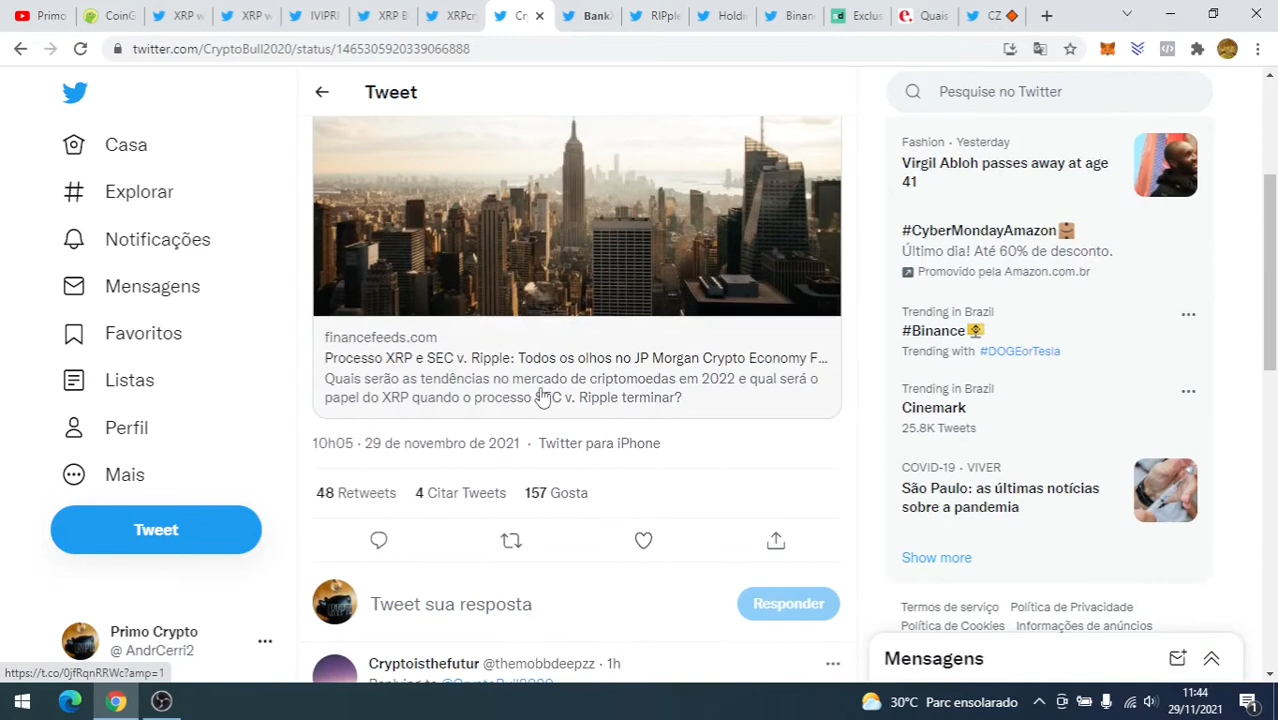 Primo
CoinG
XRP w
XRP w
IVIPRI
XRP B
XRPcr
Cr
BankX
RIPple
Holdi
Binan
Exclus
Quais
CZ
twitter.com/CryptoBull2020/status/1465305920339066888
Tweet
Pesquise no Twitter
Casa
Explorar
Notificações
Mensagens
Favoritos
Listas
Perfil
Mais
Tweet
Primo Crypto
@ AndrCerri2
https://t.co/0jfRqnRRWc?amp=1
financefeeds.com
Processo XRP e SEC v. Ripple: Todos os olhos no JP Morgan Crypto Economy F...
Quais serão as tendências no mercado de criptomoedas em 2022 e qual será o
papel do XRP quando o processo SEC v. Ripple terminar?
10h05 · 29 de novembro de 2021 · Twitter para iPhone
48 Retweets 4 Citar Tweets 157 Gosta
Tweet sua resposta
Responder
Cryptoisthefutur @themobbdeepzz · 1h
Replying to @CryptoBull2020
Fashion · Yesterday
Virgil Abloh passes away at age
41
#CyberMondayAmazon
Último dia! Até 60% de desconto.
Promovido pela Amazon.com.br
Trending in Brazil
#Binance
Trending with #DOGEorTesla
Trending in Brazil
Cinemark
25.8K Tweets
COVID-19 · VIVER
São Paulo: as últimas notícias
sobre a pandemia
Show more
Termos de serviço Política de Privacidade
Política de Cookies Informações de anúncios
Mensagens
30°C Parc ensolarado
11:44
29/11/2021